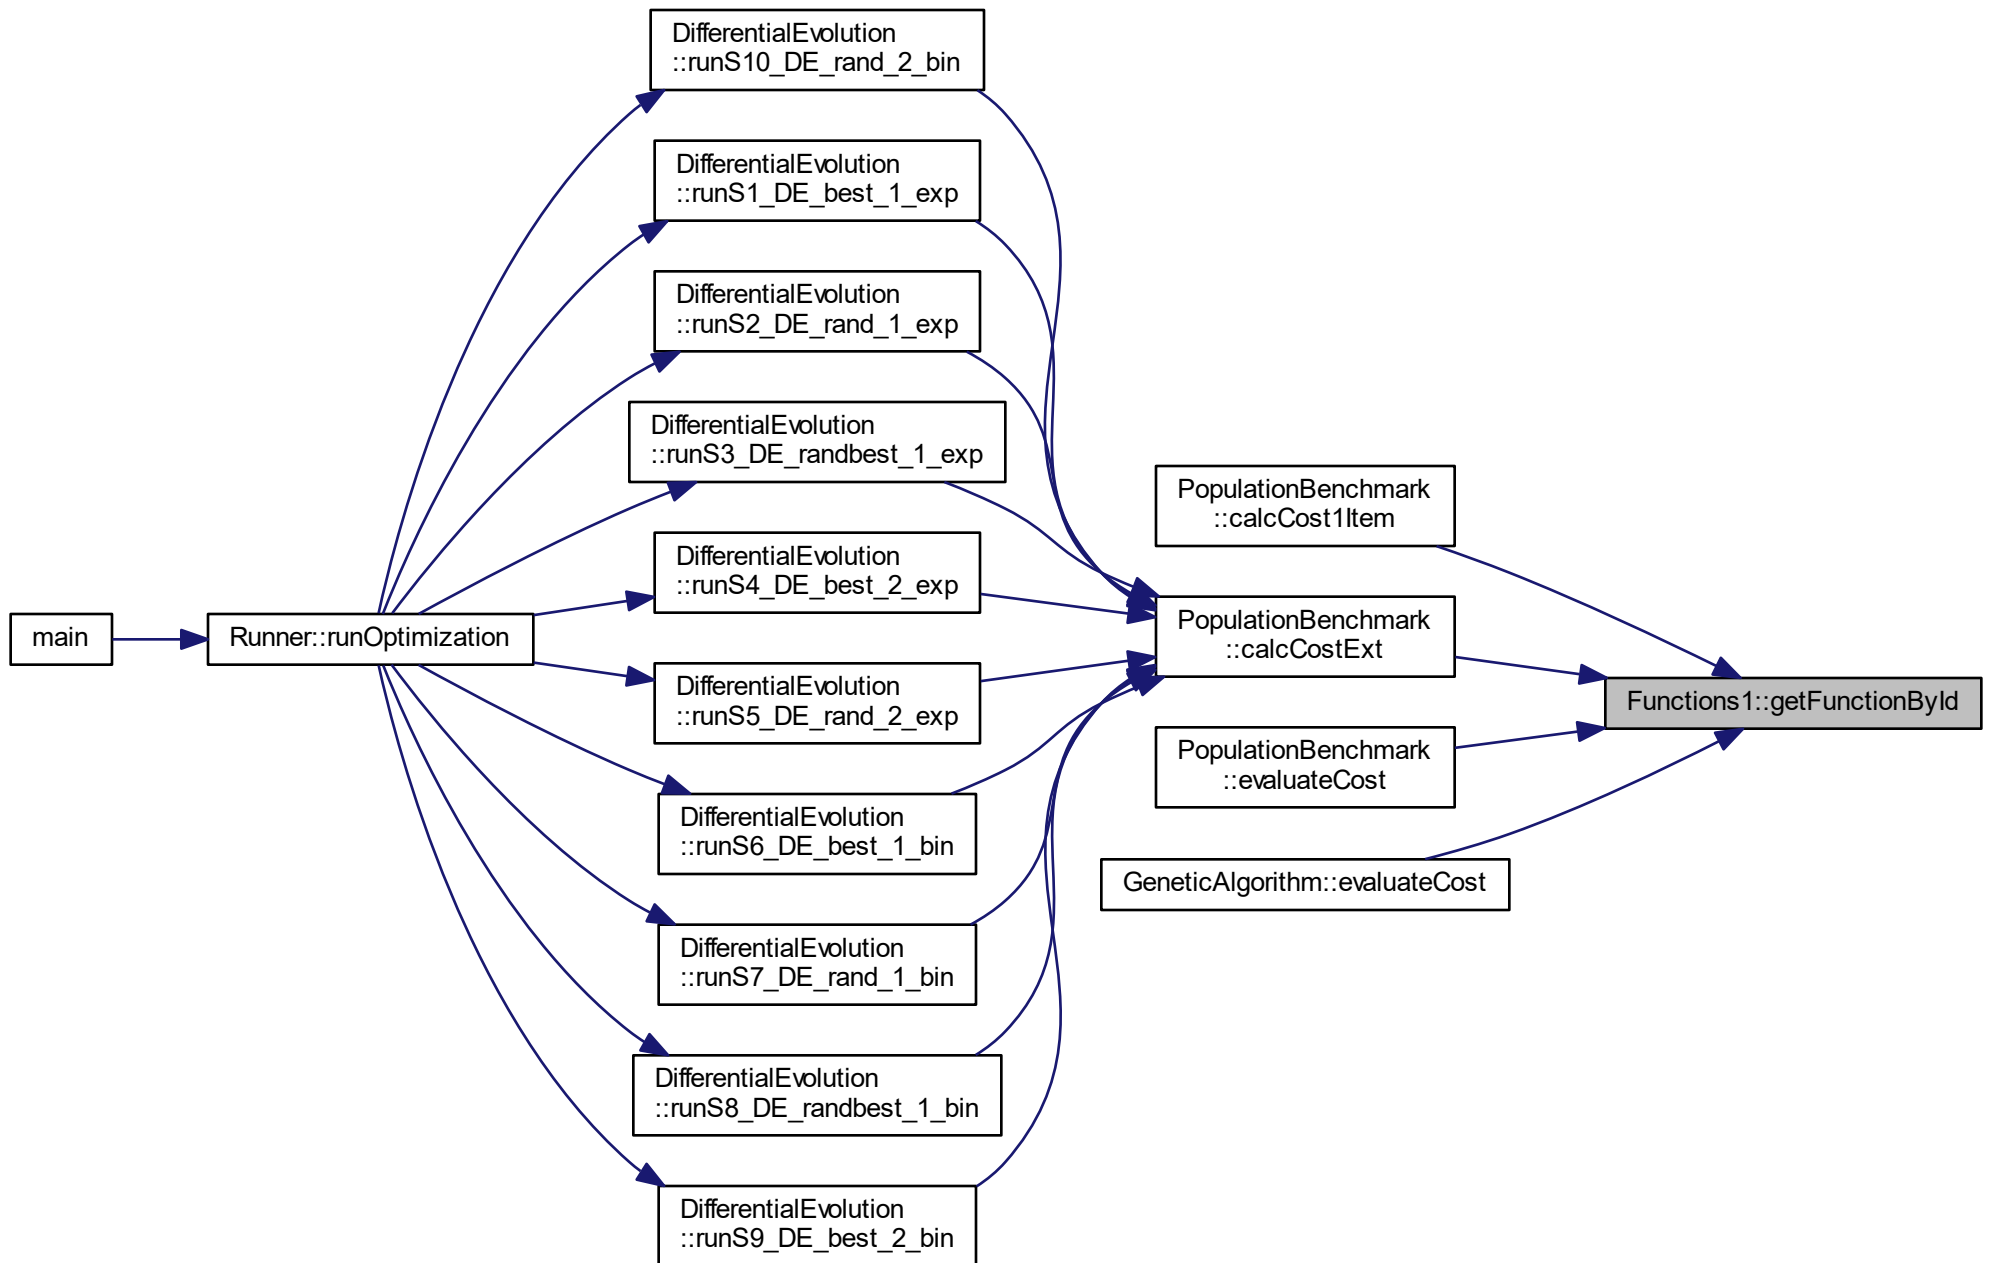 DifferentialEvolution
::runS10_DE_rand_2_bin
DifferentialEvolution
::runS1_DE_best_1_exp
DifferentialEvolution
::runS2_DE_rand_1_exp
DifferentialEvolution
::runS3_DE_randbest_1_exp
DifferentialEvolution
::runS4_DE_best_2_exp
main
Runner::runOptimization
DifferentialEvolution
::runS5_DE_rand_2_exp
DifferentialEvolution
::runS6_DE_best_1_bin
DifferentialEvolution
::runS7_DE_rand_1_bin
DifferentialEvolution
::runS8_DE_randbest_1_bin
DifferentialEvolution
::runS9_DE_best_2_bin
PopulationBenchmark
::calcCost1Item
PopulationBenchmark
::calcCostExt
PopulationBenchmark
::evaluateCost
GeneticAlgorithm::evaluateCost
Functions1::getFunctionById